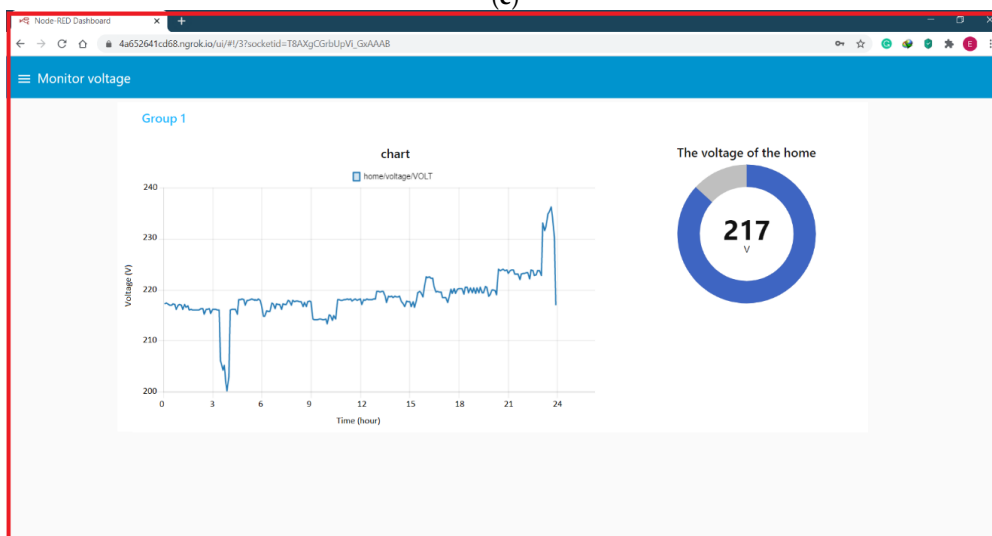 (c)
Node-RED Dashboard
4a652641cd68.ngrok.io/ui/#!/3?socketid=T8AXgCGrbUpVi_GxAAAB
E
Monitor voltage
Group 1
chart
home/voltage/VOLT
240
230
220
210
200
Voltage (V)
0 3 6 9 12 15 18 21 24
Time (hour)
The voltage of the home
217
V